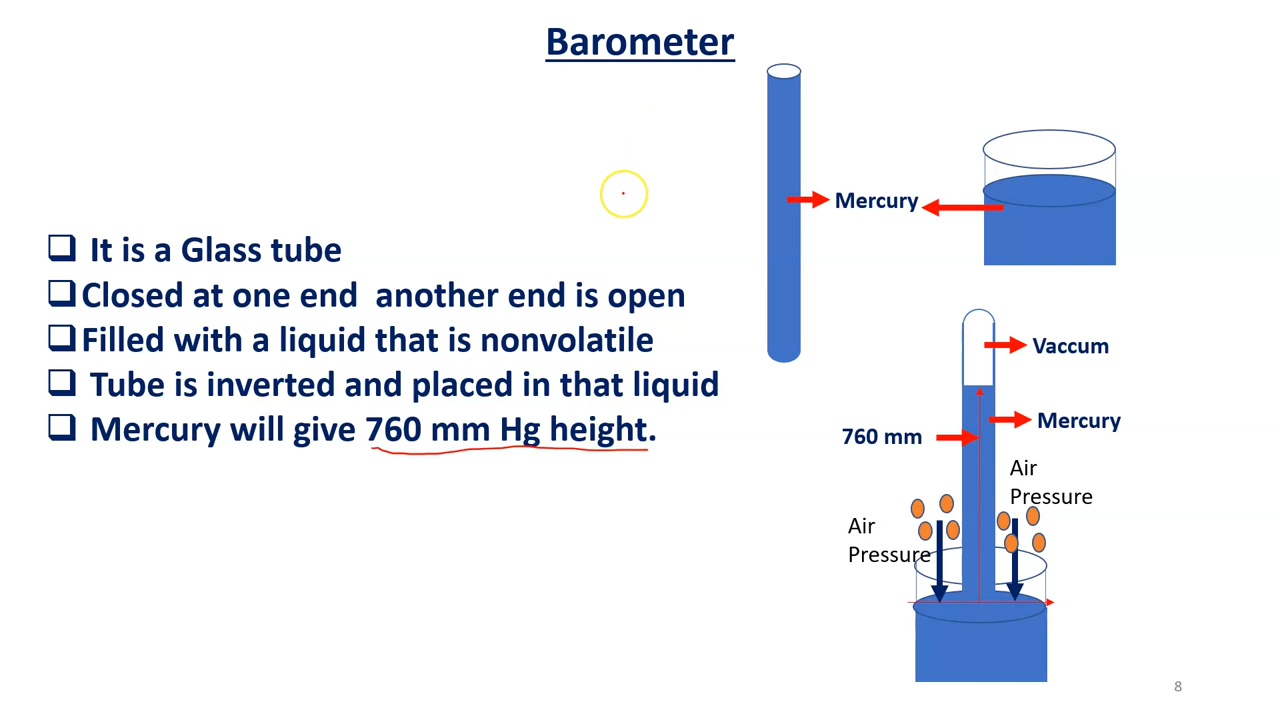 Barometer
❑ It is a Glass tube
❑ Closed at one end another end is open
❑ Filled with a liquid that is nonvolatile
❑ Tube is inverted and placed in that liquid
❑ Mercury will give 760 mm Hg height.
Mercury
Vaccum
Mercury
760 mm
Air
Pressure
Air
Pressure
8